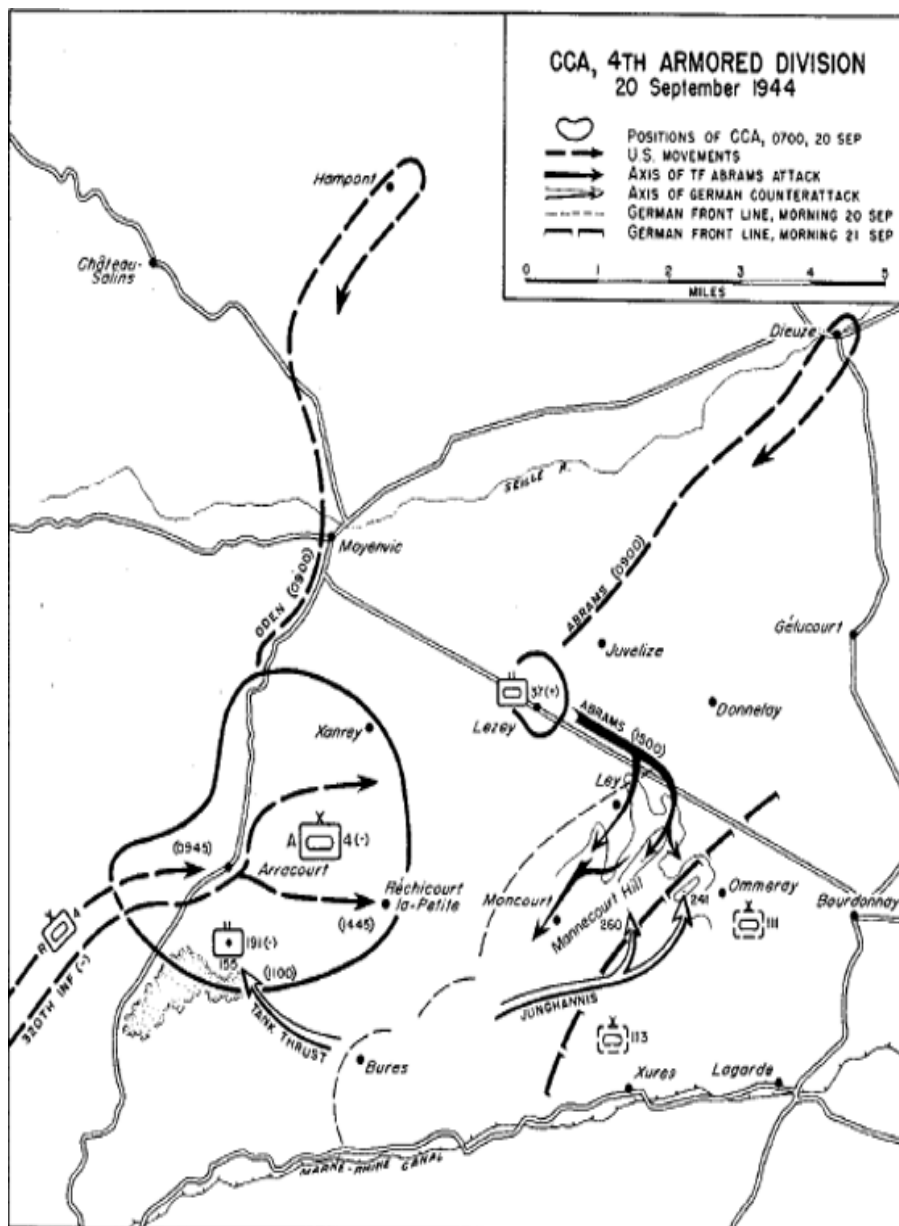 CCA, 4TH ARMORED DIVISION
20 September 1944
POSITIONS OF CCA, 0700, 20 SEP
U.S. MOVEMENTS
AXIS OF TF ABRAMS ATTACK
AXIS OF GERMAN COUNTERATTACK
GERMAN FRONT LINE, MORNING 20 SEP
GERMAN FRONT LINE, MORNING 21 SEP
0 1 2 3 4 5
MILES
Hampont
Château-
Salins
Dieuze
SEILLE R.
Moyenvic
ODEN (0900)
ABRAMS (0900)
Juvelize
Gélucourt
37(+)
Lezey
Donnelay
ABRAMS (1500)
Xanrey
Ley
A 4(-)
(0945)
Arracourt
Réchicourt
la-Petite
(1445)
Moncourt
Mannecourt Hill
Ommeray
Bourdonnay
260
241
111
R 4
320TH INF (-)
191(-)
155
(1100)
TANK THRUST
JUNGHANNIS
113
Bures
Xures
Lagarde
MARNE-RHINE CANAL